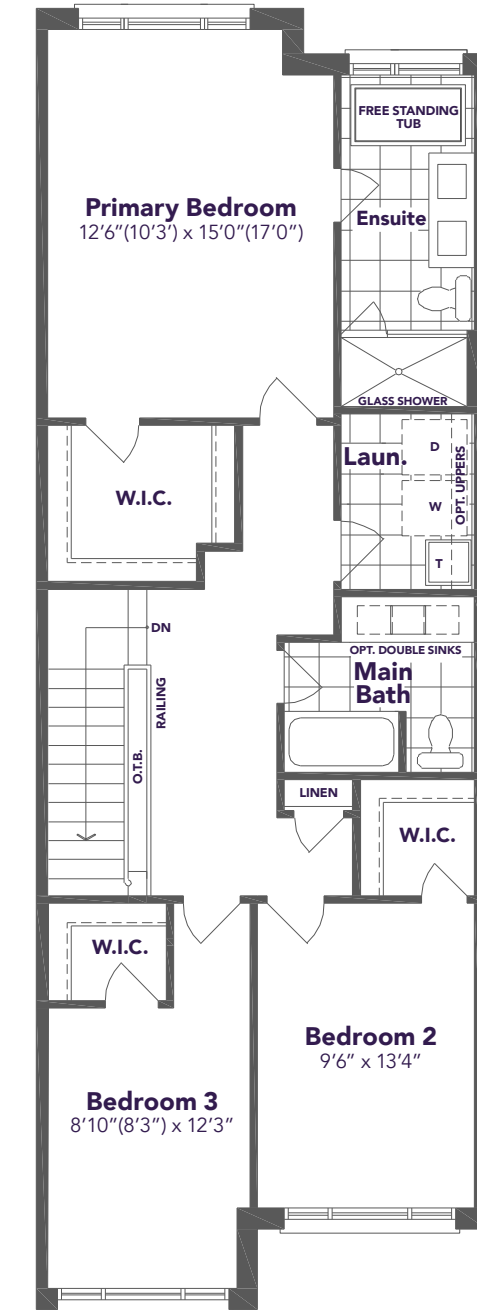 FREE STANDING
TUB
Primary Bedroom
12'6”(10'3') x 15'0”(17'0”)
Ensuite
GLASS SHOWER
Laun.
D
W
T
OPT. UPPERS
W.I.C.
DN
RAILING
O.T.B.
OPT. DOUBLE SINKS
Main
Bath
LINEN
W.I.C.
W.I.C.
Bedroom 2
9'6” x 13'4”
Bedroom 3
8'10”(8'3”) x 12'3”